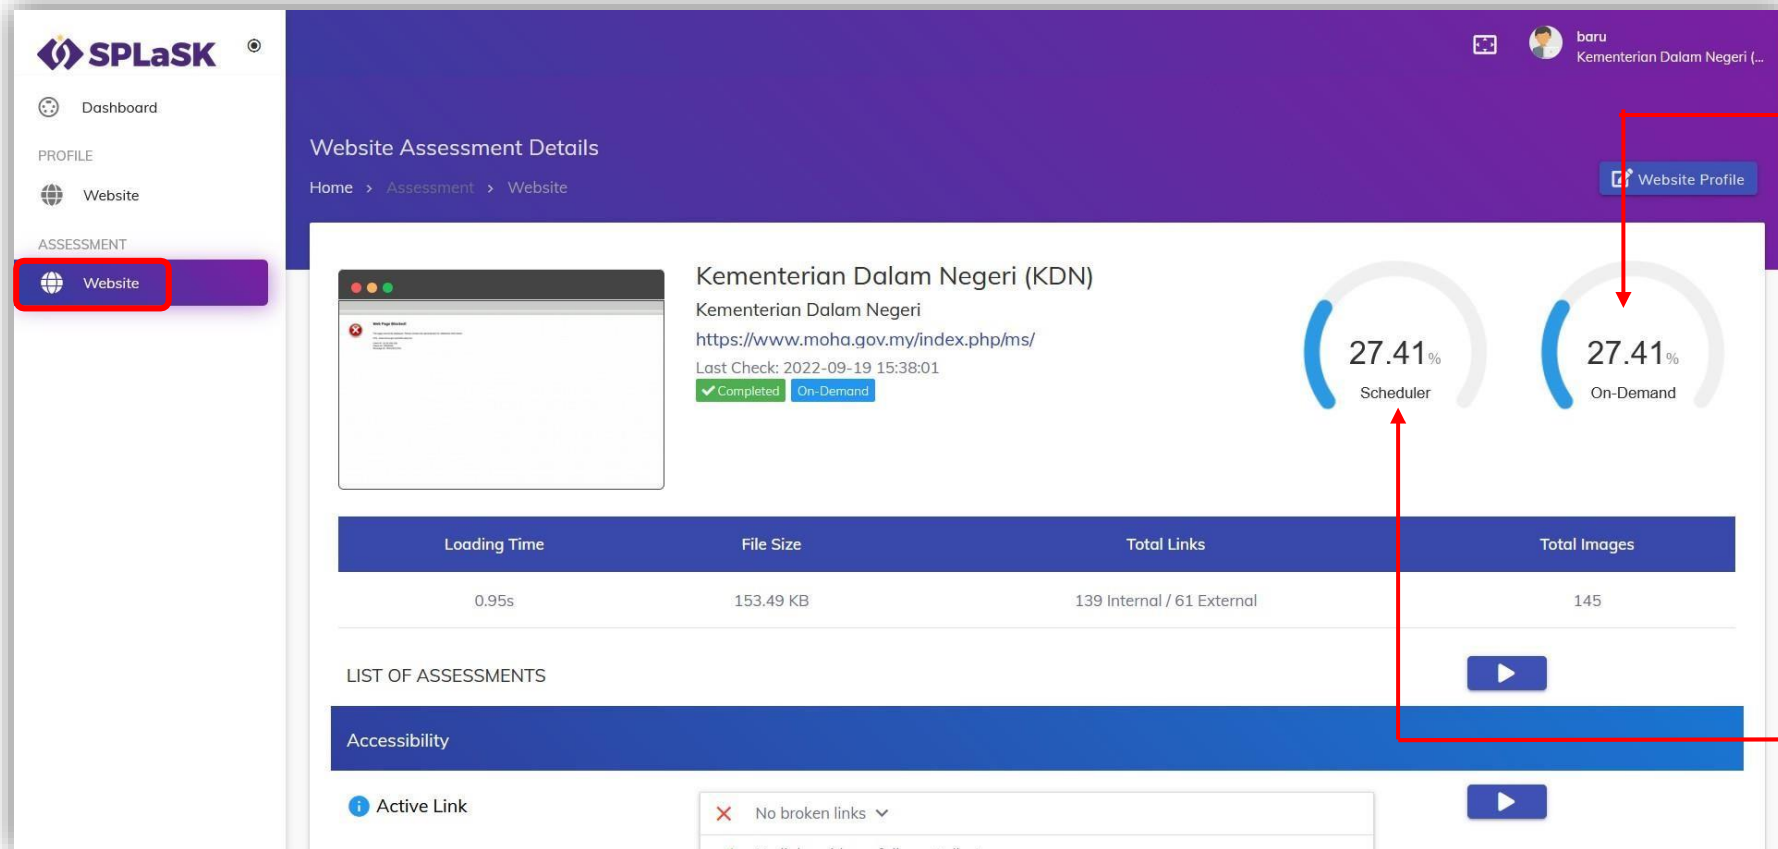 SPLaSK
baru
Kementerian Dalam Negeri (...
Dashboard
PROFILE
Website
ASSESSMENT
Website
Website Assessment Details
Home > Assessment > Website
Website Profile
Web Page Blocked!
Kementerian Dalam Negeri (KDN)
Kementerian Dalam Negeri
https://www.moha.gov.my/index.php/ms/
Last Check: 2022-09-19 15:38:01
Completed On-Demand
27.41%
Scheduler
27.41%
On-Demand
Loading Time File Size Total Links Total Images
0.95s 153.49 KB 139 Internal / 61 External 145
LIST OF ASSESSMENTS
Accessibility
Active Link
No broken links